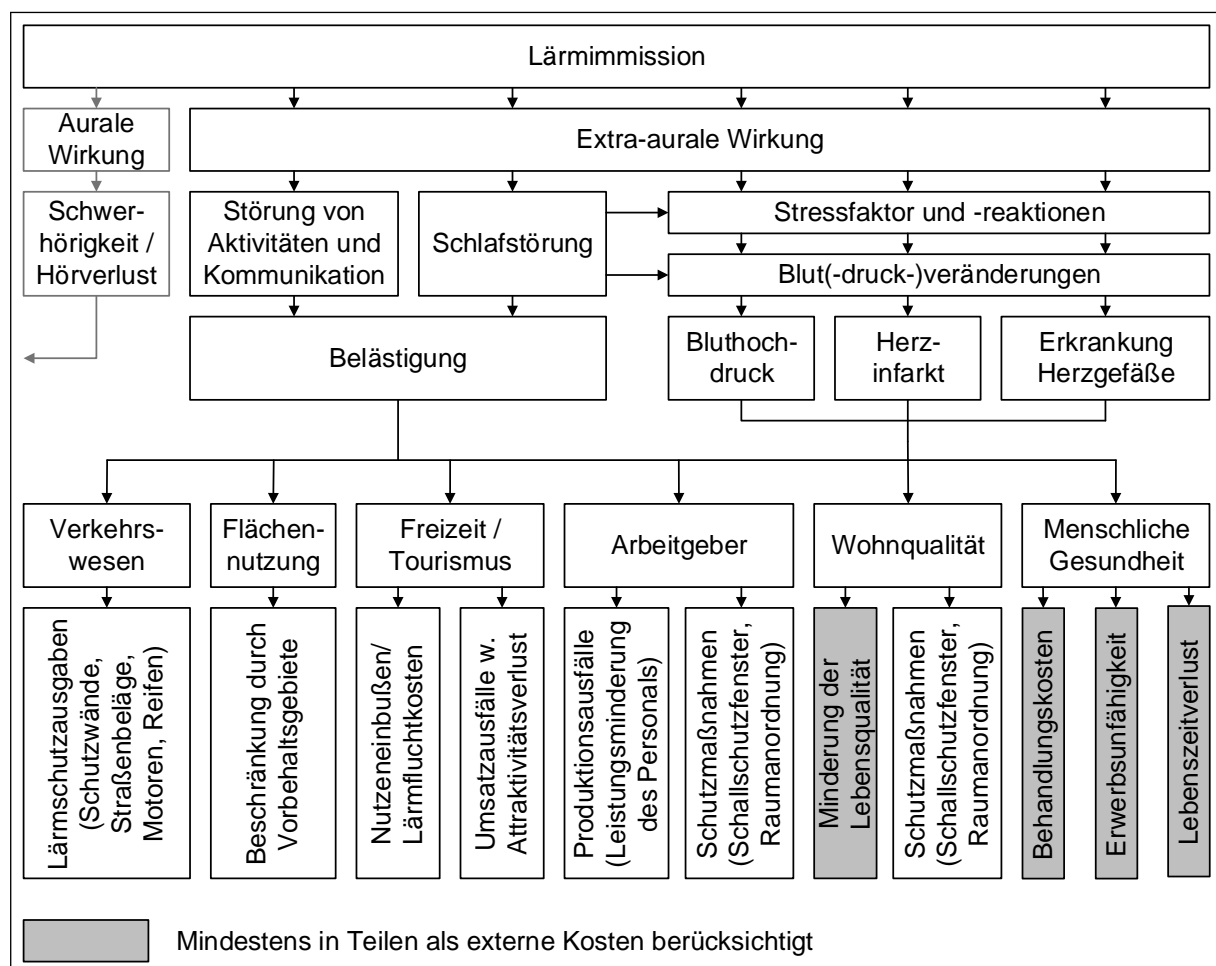 Lärmimmission
Aurale
Wirkung
Extra-aurale Wirkung
Schwer-
hörigkeit /
Hörverlust
Störung von
Aktivitäten und
Kommunikation
Schlafstörung
Stressfaktor und -reaktionen
Blut(-druck-)veränderungen
Belästigung
Bluthoch-
druck
Herz-
infarkt
Erkrankung
Herzgefäße
Verkehrs-
wesen
Flächen-
nutzung
Freizeit /
Tourismus
Arbeitgeber
Wohnqualität
Menschliche
Gesundheit
Lärmschutzausgaben
(Schutzwände,
Straßenbeläge,
Motoren, Reifen)
Beschränkung durch
Vorbehaltsgebiete
Nutzeneinbußen/
Lärmfluchtkosten
Umsatzausfälle w.
Attraktivitätsverlust
Produktionsausfälle
(Leistungsminderung
des Personals)
Schutzmaßnahmen
(Schallschutzfenster,
Raumanordnung)
Minderung der
Lebensqualität
Schutzmaßnahmen
(Schallschutzfenster,
Raumanordnung)
Behandlungskosten
Erwerbsunfähigkeit
Lebenszeitverlust
Mindestens in Teilen als externe Kosten berücksichtigt